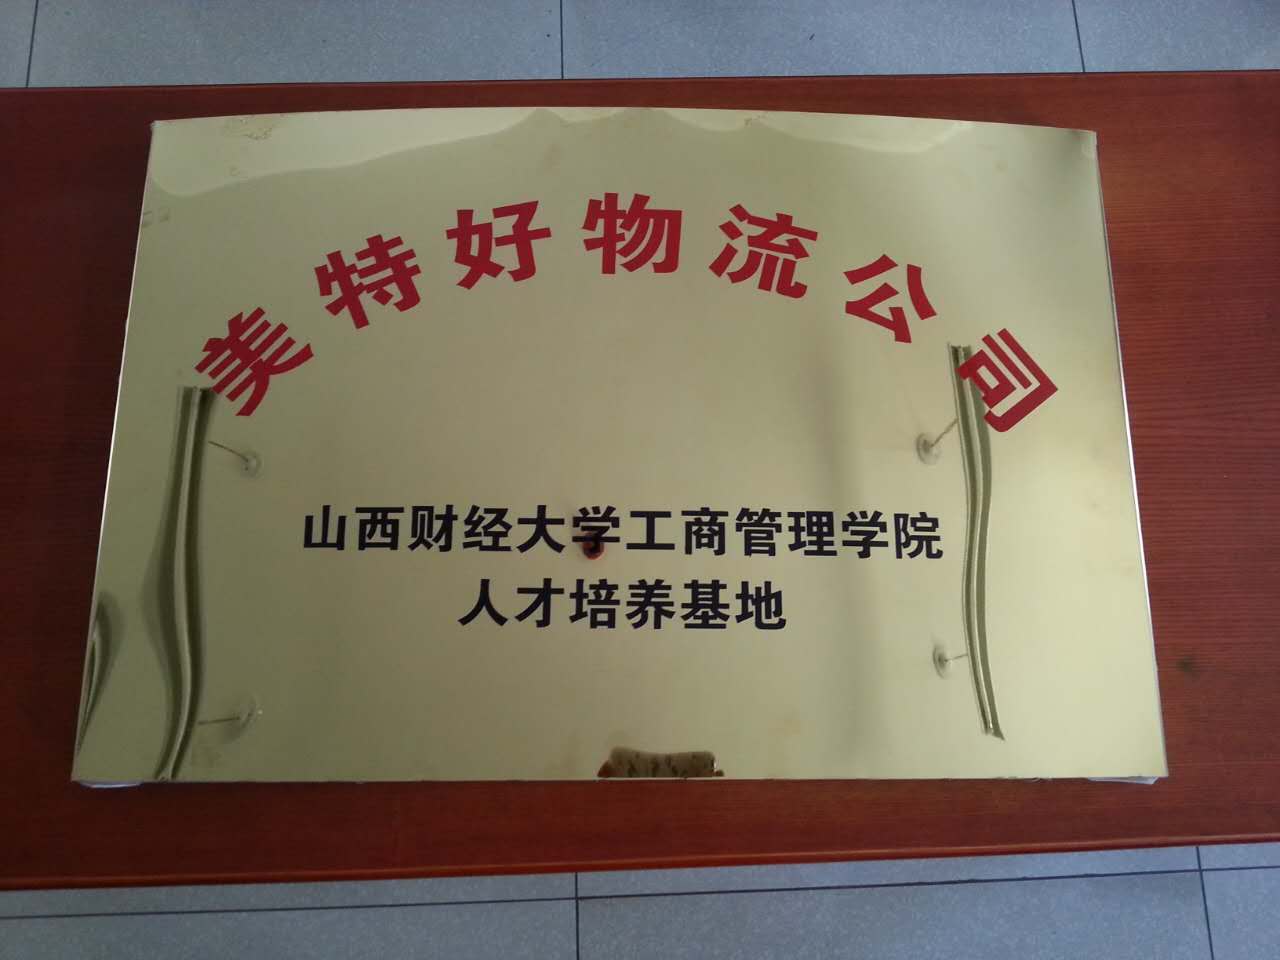 美特好物流公司
山西财经大学工商管理学院
人才培养基地